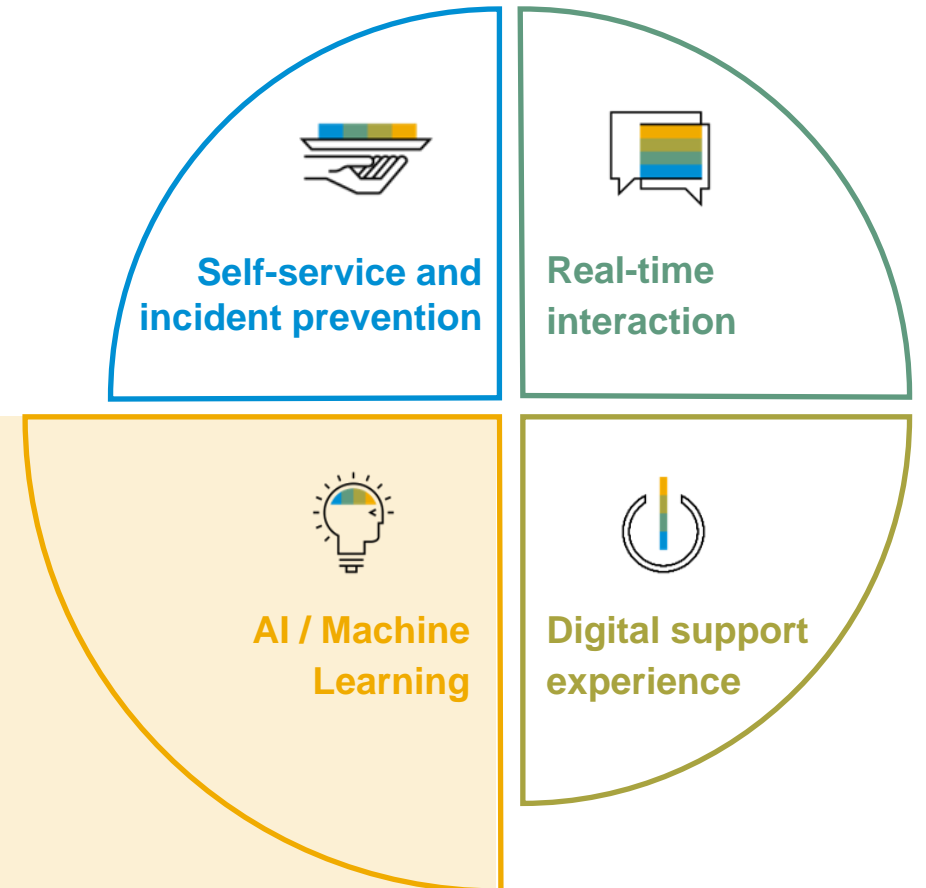 Self-service and
incident prevention
Real-time
interaction
AI / Machine
Learning
Digital support
experience